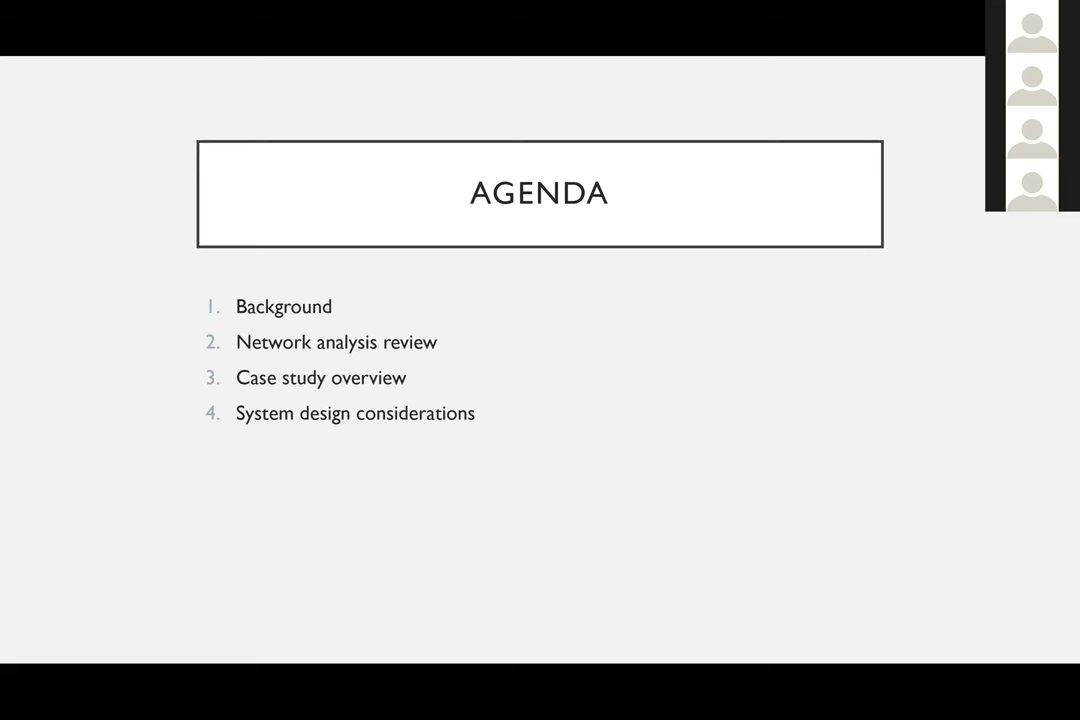 AGENDA
1. Background
2. Network analysis review
3. Case study overview
4. System design considerations